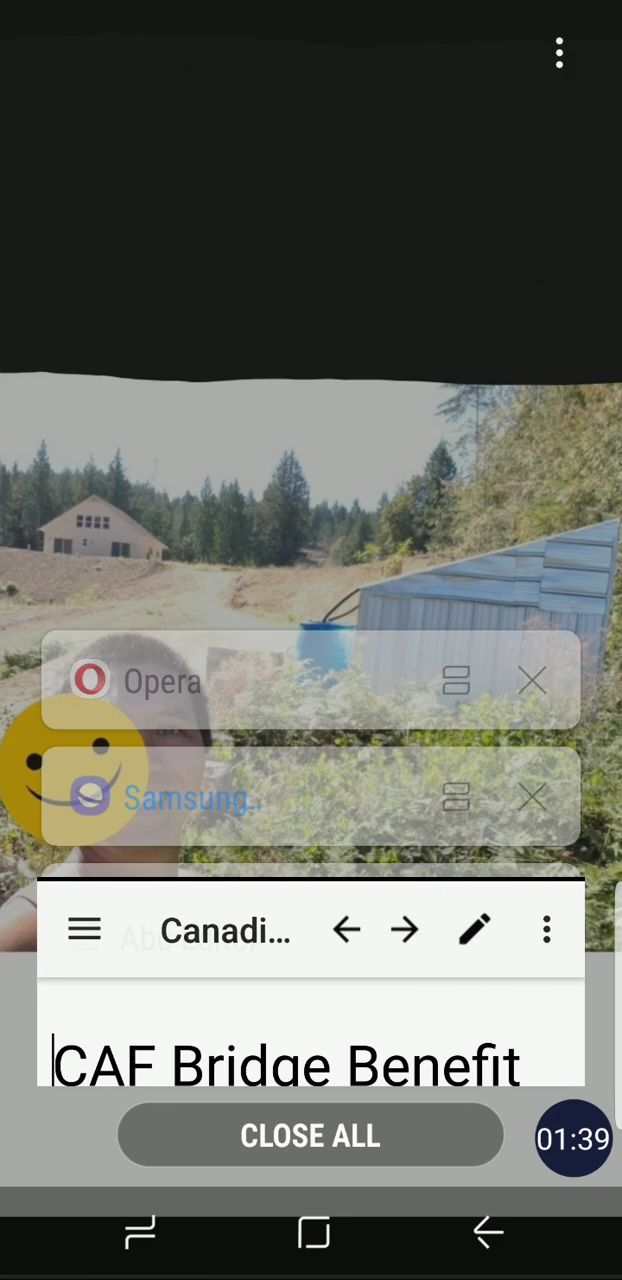 Opera
Samsung..
Canadi...
CAF Bridge Benefit
CLOSE ALL
01:39